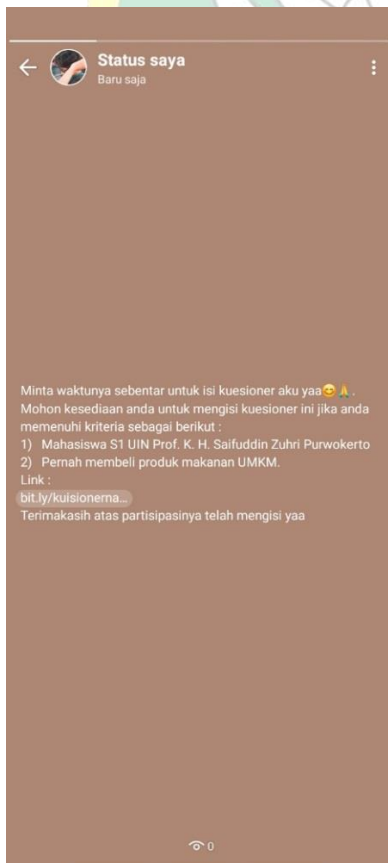 Status saya
Baru saja
Minta waktunya sebentar untuk isi kuesioner aku yaa😊🙏.
Mohon kesediaan anda untuk mengisi kuesioner ini jika anda
memenuhi kriteria sebagai berikut :
1) Mahasiswa S1 UIN Prof. K. H. Saifuddin Zuhri Purwokerto
2) Pernah membeli produk makanan UMKM.
Link :
bit.ly/kuisionerna...
Terimakasih atas partisipasinya telah mengisi yaa
0